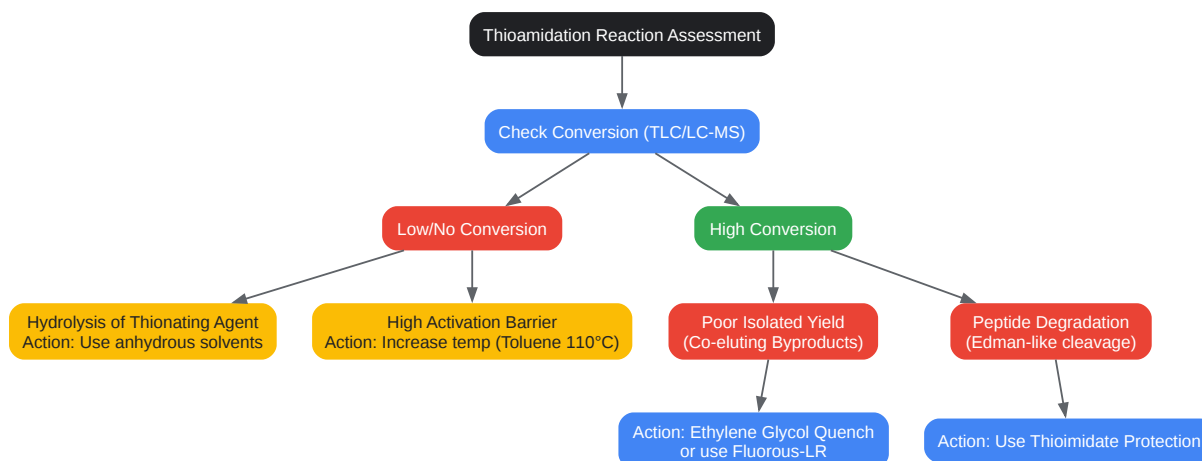 Thioamidation Reaction Assessment
Check Conversion (TLC/LC-MS)
Low/No Conversion
High Conversion
Hydrolysis of Thionating Agent
Action: Use anhydrous solvents
High Activation Barrier
Action: Increase temp (Toluene 110°C)
Poor Isolated Yield
(Co-eluting Byproducts)
Peptide Degradation
(Edman-like cleavage)
Action: Ethylene Glycol Quench
or use Fluorous-LR
Action: Use Thioimidate Protection